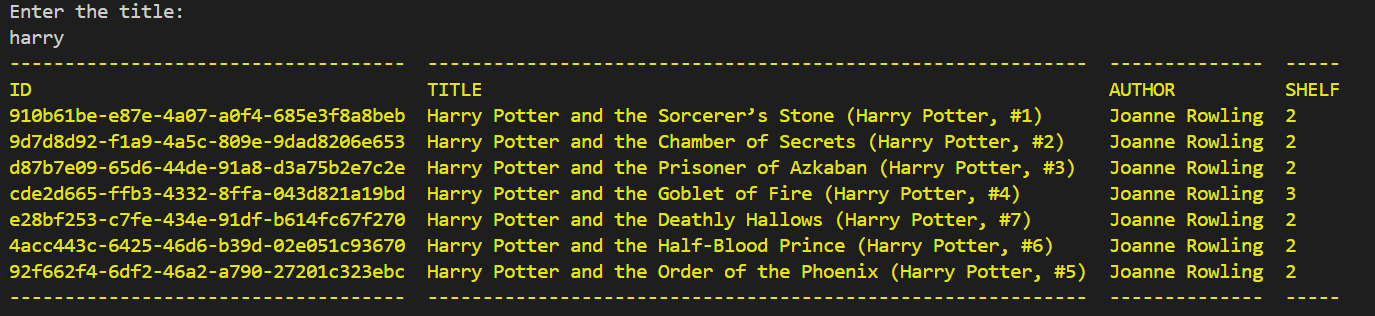 Enter the title:
harry
------------------------------------  ------------------------------------------------------------  --------------  -----
ID                                    TITLE                                                         AUTHOR          SHELF
910b61be-e87e-4a07-a0f4-685e3f8a8beb  Harry Potter and the Sorcerer’s Stone (Harry Potter, #1)      Joanne Rowling  2
9d7d8d92-f1a9-4a5c-809e-9dad8206e653  Harry Potter and the Chamber of Secrets (Harry Potter, #2)    Joanne Rowling  2
d87b7e09-65d6-44de-91a8-d3a75b2e7c2e  Harry Potter and the Prisoner of Azkaban (Harry Potter, #3)   Joanne Rowling  2
cde2d665-ffb3-4332-8ffa-043d821a19bd  Harry Potter and the Goblet of Fire (Harry Potter, #4)        Joanne Rowling  3
e28bf253-c7fe-434e-91df-b614fc67f270  Harry Potter and the Deathly Hallows (Harry Potter, #7)       Joanne Rowling  2
4acc443c-6425-46d6-b39d-02e051c93670  Harry Potter and the Half-Blood Prince (Harry Potter, #6)     Joanne Rowling  2
92f662f4-6df2-46a2-a790-27201c323ebc  Harry Potter and the Order of the Phoenix (Harry Potter, #5)  Joanne Rowling  2
------------------------------------  ------------------------------------------------------------  --------------  -----